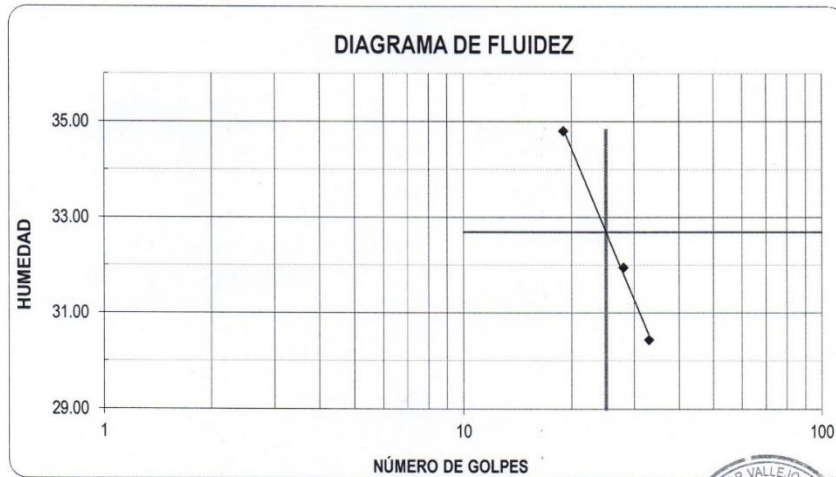 DIAGRAMA DE FLUIDEZ
HUMEDAD
35.00
33.00
31.00
29.00
1
10
100
NÚMERO DE GOLPES
VALLEJO